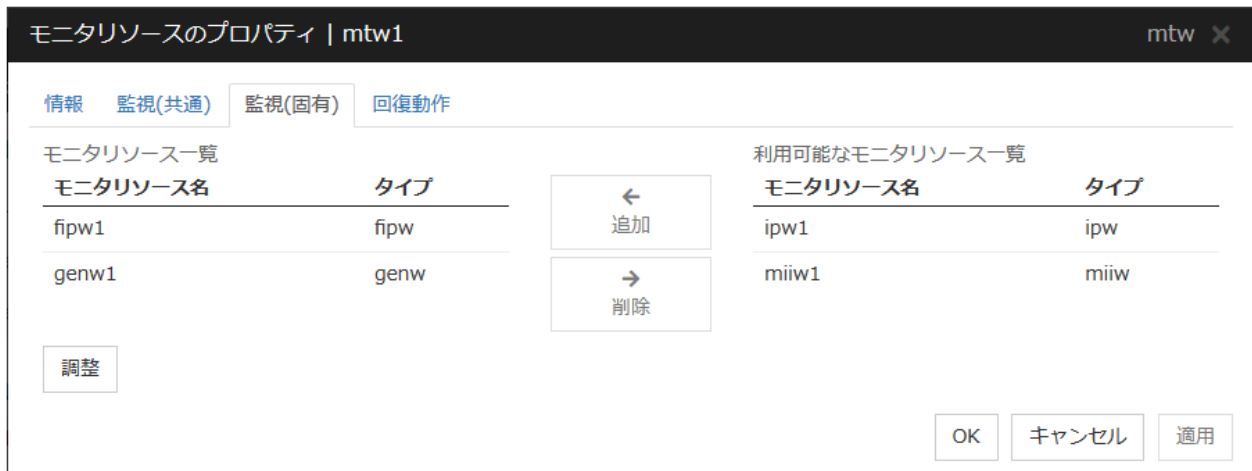 モニタリソースのプロパティ | mtw1 mtw ×
情報 監視(共通) 監視(固有) 回復動作
モニタリソース一覧 利用可能なモニタリソース一覧
モニタリソース名 タイプ モニタリソース名 タイプ
← 追加
fipw1 fipw ipw1 ipw
genw1 genw miiw1 miiw
→ 削除
調整
OK キャンセル 適用